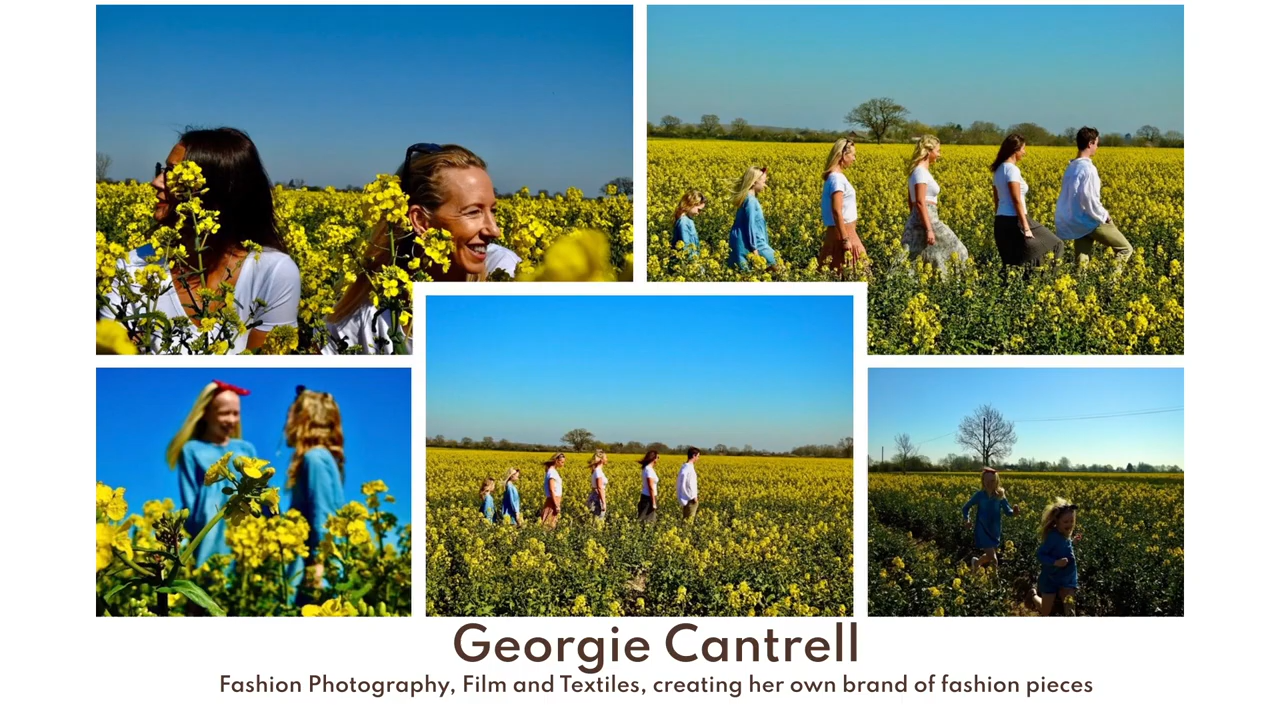 Georgie Cantrell
Fashion Photography, Film and Textiles, creating her own brand of fashion pieces